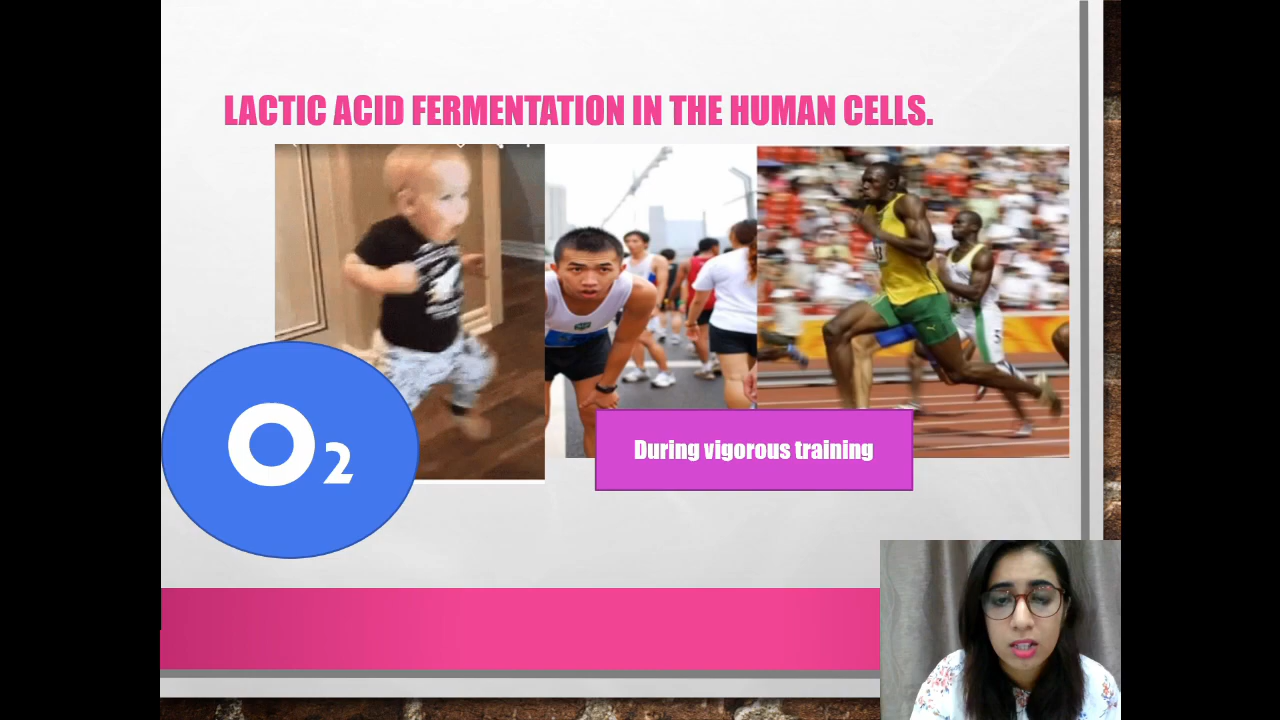 LACTIC ACID FERMENTATION IN THE HUMAN CELLS.
O2
During vigorous training